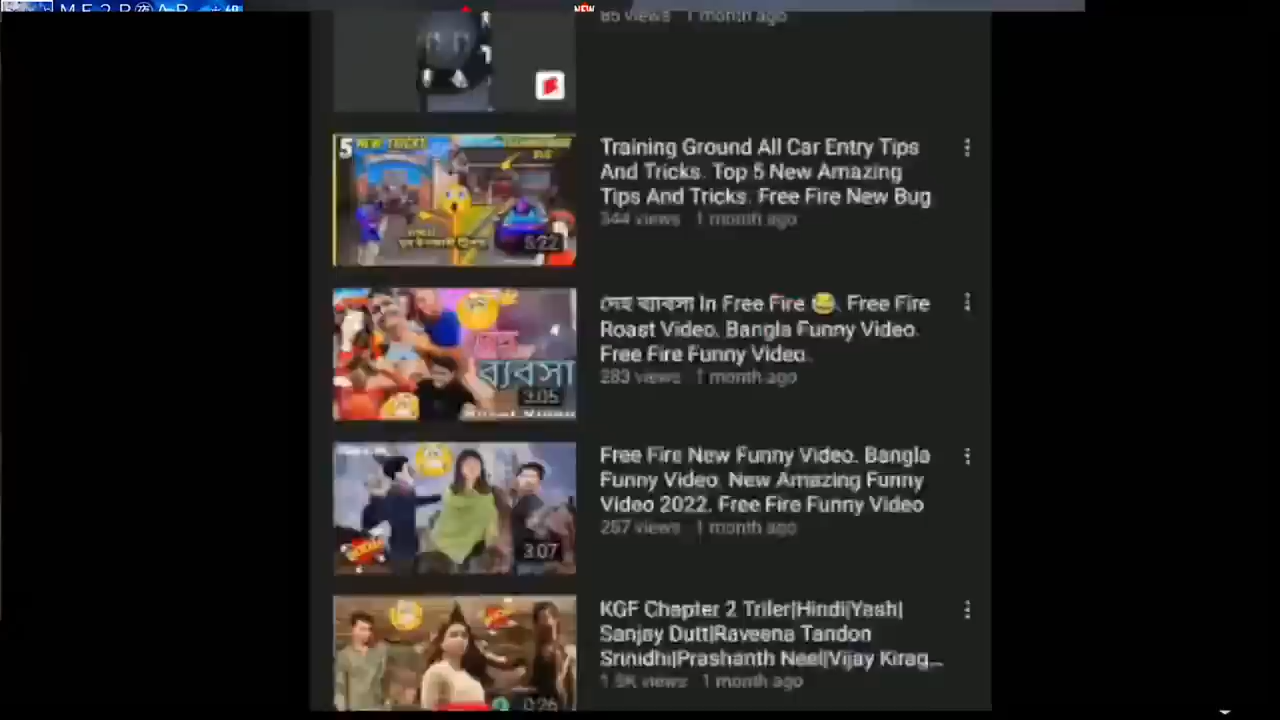 85 views 1 month ago
5 NEW TRICKS
5:22
Training Ground All Car Entry Tips
And Tricks. Top 5 New Amazing
Tips And Tricks. Free Fire New Bug
344 views 1 month ago
ব্যবসা
3:05
দেহ ব্যাবসা In Free Fire 😂. Free Fire
Roast Video. Bangla Funny Video.
Free Fire Funny Video.
283 views 1 month ago
3:07
Free Fire New Funny Video. Bangla
Funny Video. New Amazing Funny
Video 2022. Free Fire Funny Video
257 views 1 month ago
0:26
KGF Chapter 2 Triler|Hindi|Yash|
Sanjay Dutt|Raveena Tandon
Srinidhi|Prashanth Neel|Vijay Kirag...
1 month ago